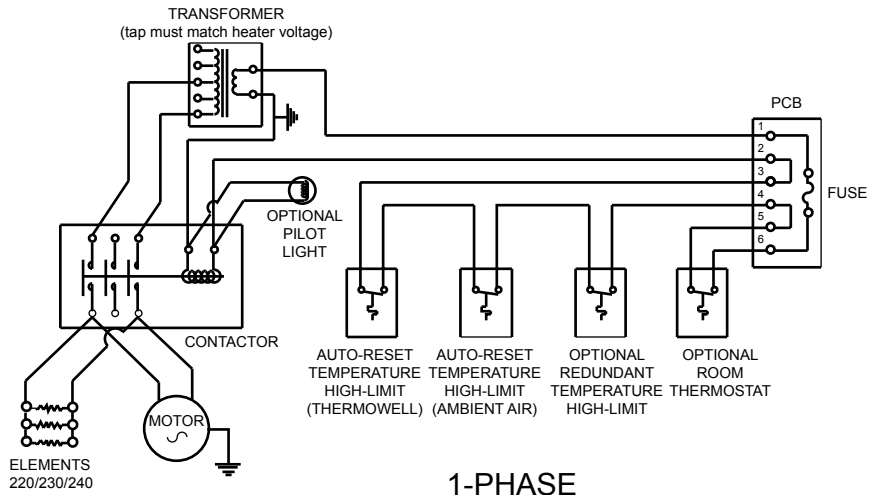 TRANSFORMER
(tap must match heater voltage)
PCB
1
2
3
4
5
6
FUSE
OPTIONAL
PILOT
LIGHT
CONTACTOR
AUTO-RESET
TEMPERATURE
HIGH-LIMIT
(THERMOWELL)
AUTO-RESET
TEMPERATURE
HIGH-LIMIT
(AMBIENT AIR)
OPTIONAL
REDUNDANT
TEMPERATURE
HIGH-LIMIT
OPTIONAL
ROOM
THERMOSTAT
MOTOR
ELEMENTS
220/230/240
1-PHASE